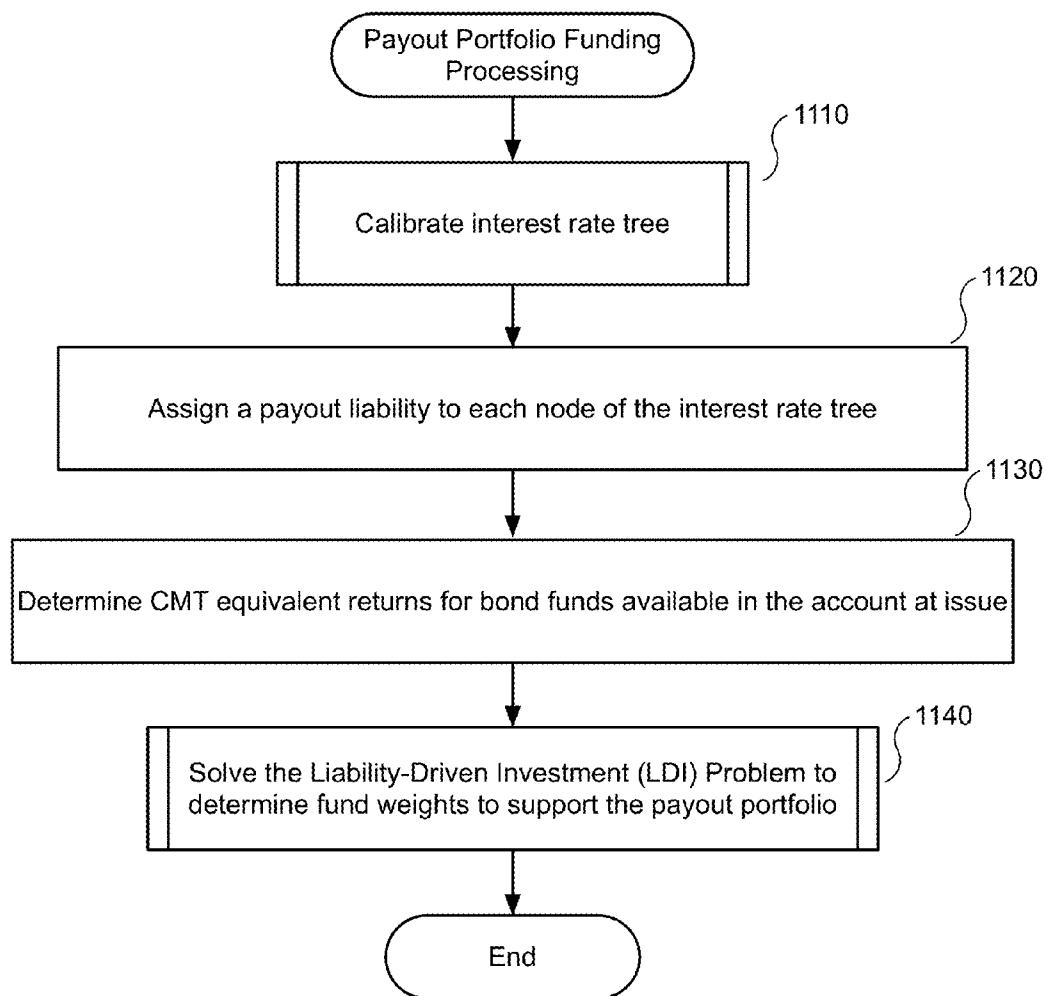 Payout Portfolio Funding
Processing
1110
Calibrate interest rate tree
1120
Assign a payout liability to each node of the interest rate tree
1130
Determine CMT equivalent returns for bond funds available in the account at issue
1140
Solve the Liability-Driven Investment (LDI) Problem to
determine fund weights to support the payout portfolio
End